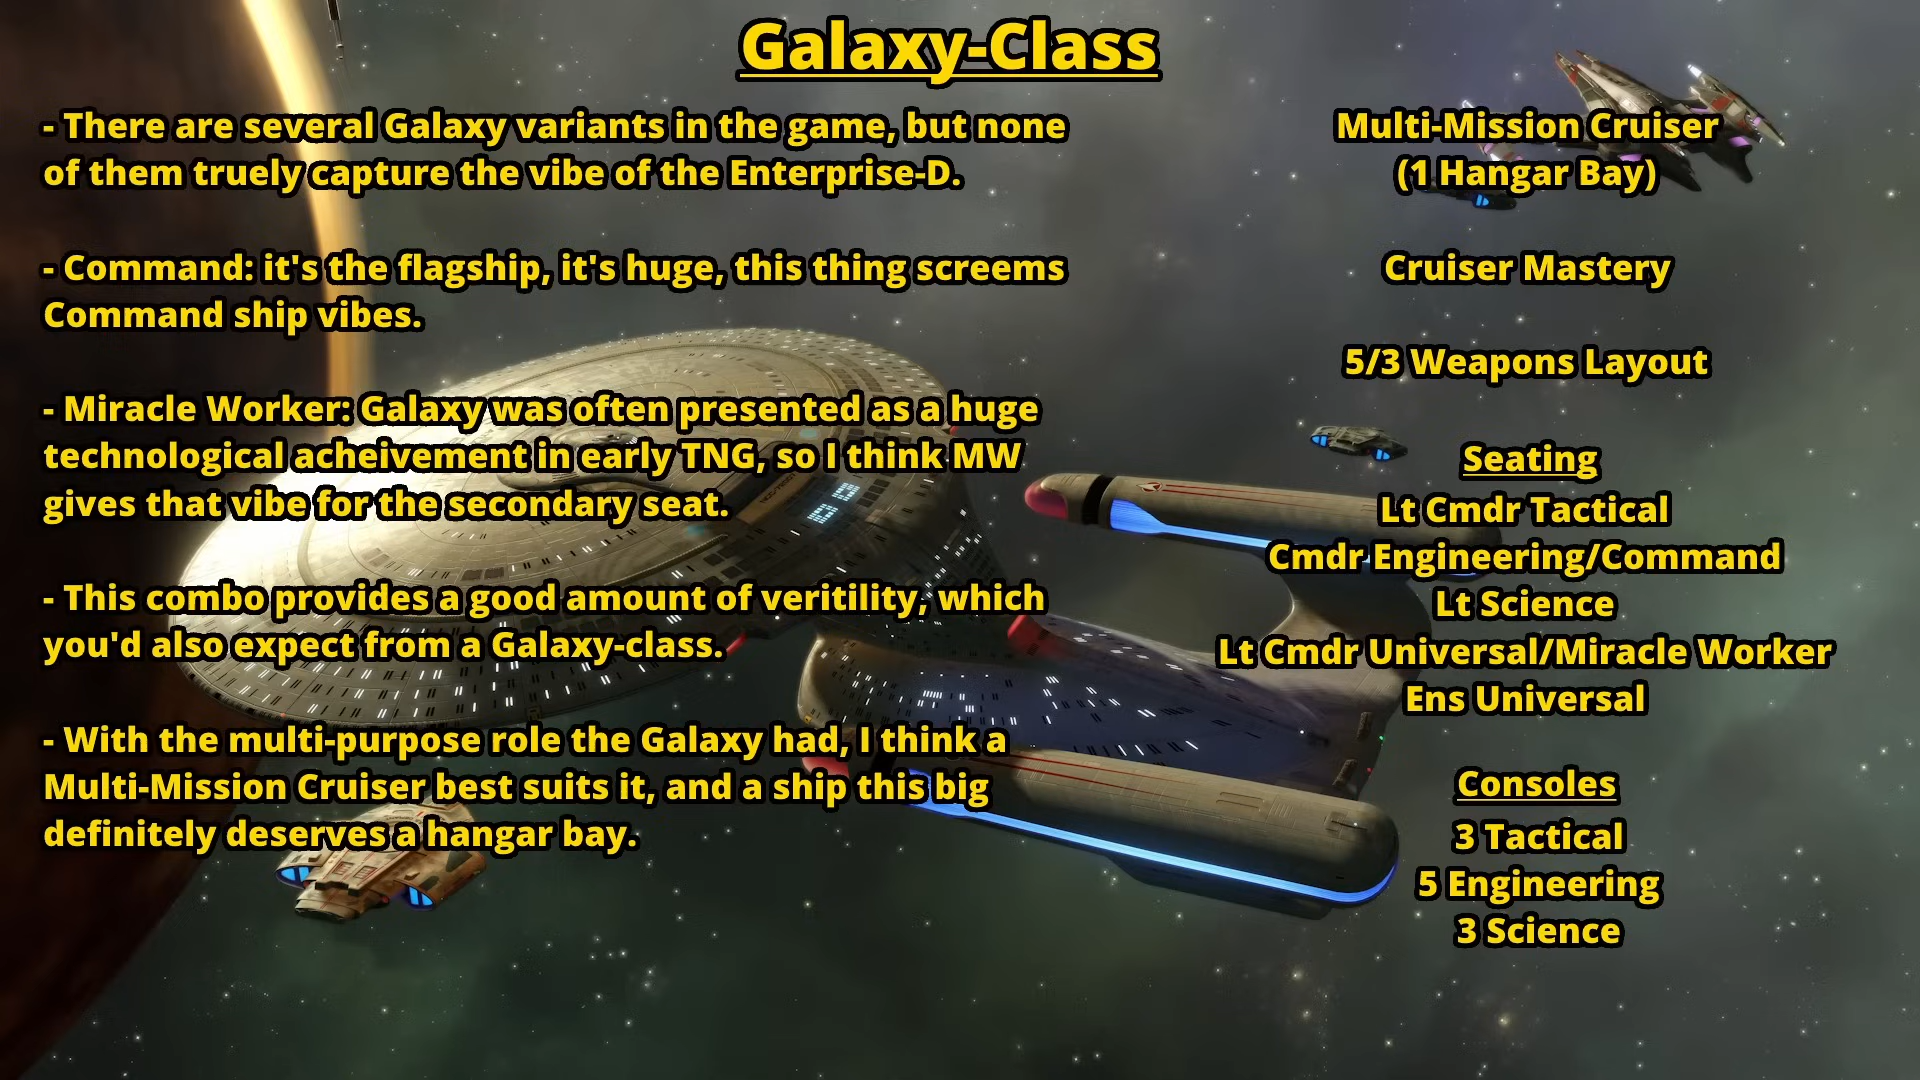 Galaxy-Class
- There are several Galaxy variants in the game, but none
of them truely capture the vibe of the Enterprise-D.
- Command: it's the flagship, it's huge, this thing screems
Command ship vibes.
- Miracle Worker: Galaxy was often presented as a huge
technological acheivement in early TNG, so I think MW
gives that vibe for the secondary seat.
- This combo provides a good amount of veritility, which
you'd also expect from a Galaxy-class.
- With the multi-purpose role the Galaxy had, I think a
Multi-Mission Cruiser best suits it, and a ship this big
definitely deserves a hangar bay.
Multi-Mission Cruiser
(1 Hangar Bay)
Cruiser Mastery
5/3 Weapons Layout
Seating
Lt Cmdr Tactical
Cmdr Engineering/Command
Lt Science
Lt Cmdr Universal/Miracle Worker
Ens Universal
Consoles
3 Tactical
5 Engineering
3 Science